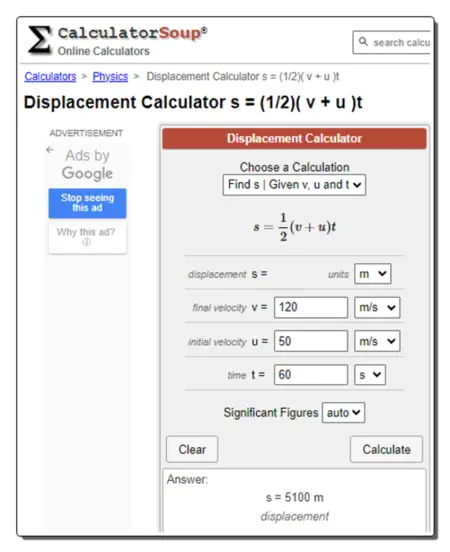 CalculatorSoup®
Online Calculators
search calcu
Calculators > Physics > Displacement Calculator s = (1/2)( v + u )t
Displacement Calculator s = (1/2)( v + u )t
ADVERTISEMENT
Ads by
Google
Stop seeing
this ad
Why this ad?
Displacement Calculator
Choose a Calculation
Find s | Given v, u and t
s = 1/2 (v + u)t
displacement s = units m
final velocity v = 120 m/s
initial velocity u = 50 m/s
time t = 60 s
Significant Figures auto
Clear Calculate
Answer:
s = 5100 m
displacement